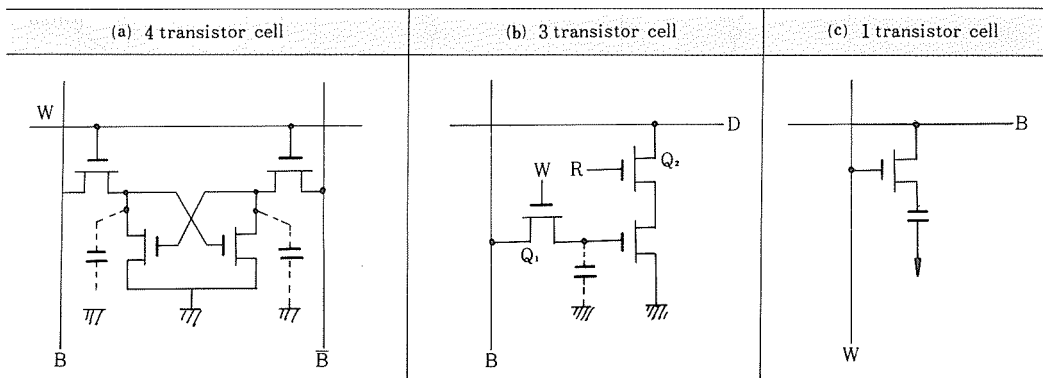 (a) 4 transistor cell
(b) 3 transistor cell
(c) 1 transistor cell
W
B
B̅
D
R
Q₂
W
Q₁
B
B
W